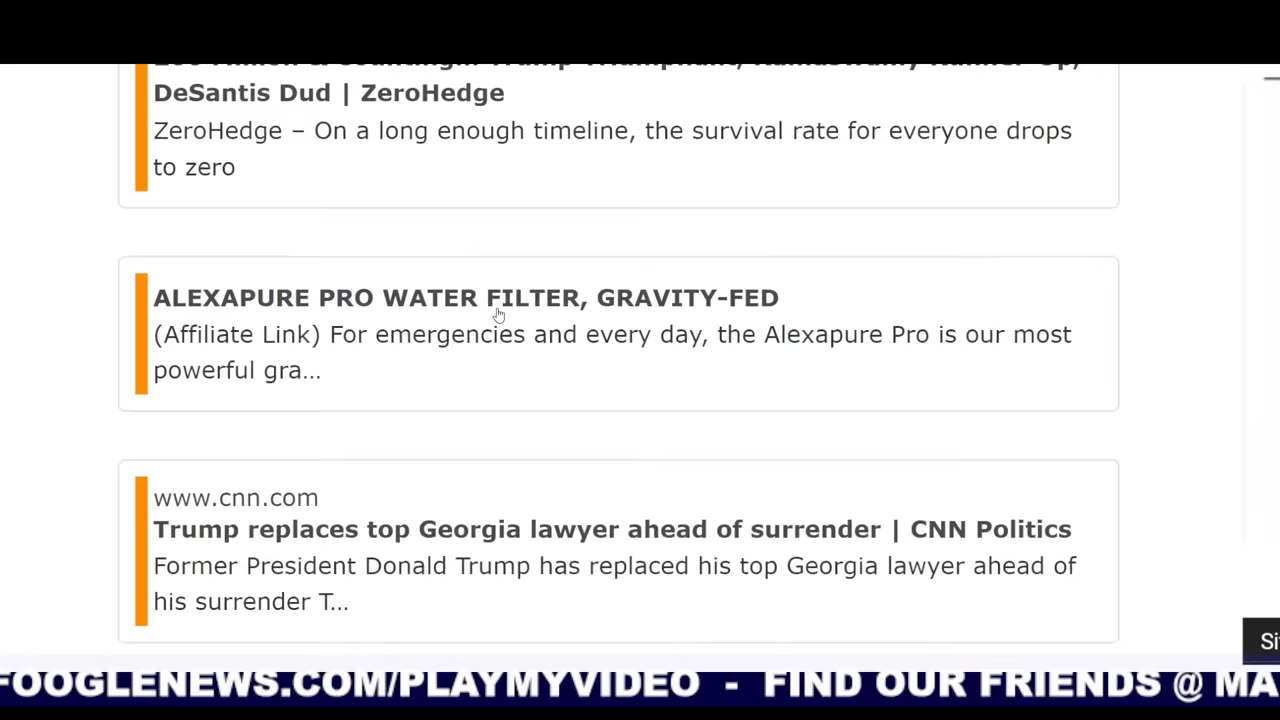 DeSantis Dud | ZeroHedge
ZeroHedge – On a long enough timeline, the survival rate for everyone drops
to zero
ALEXAPURE PRO WATER FILTER, GRAVITY-FED
(Affiliate Link) For emergencies and every day, the Alexapure Pro is our most
powerful gra...
www.cnn.com
Trump replaces top Georgia lawyer ahead of surrender | CNN Politics
Former President Donald Trump has replaced his top Georgia lawyer ahead of
his surrender T...
Si
FOOGLENEWS.COM/PLAYMYVIDEO - FIND OUR FRIENDS @ MA